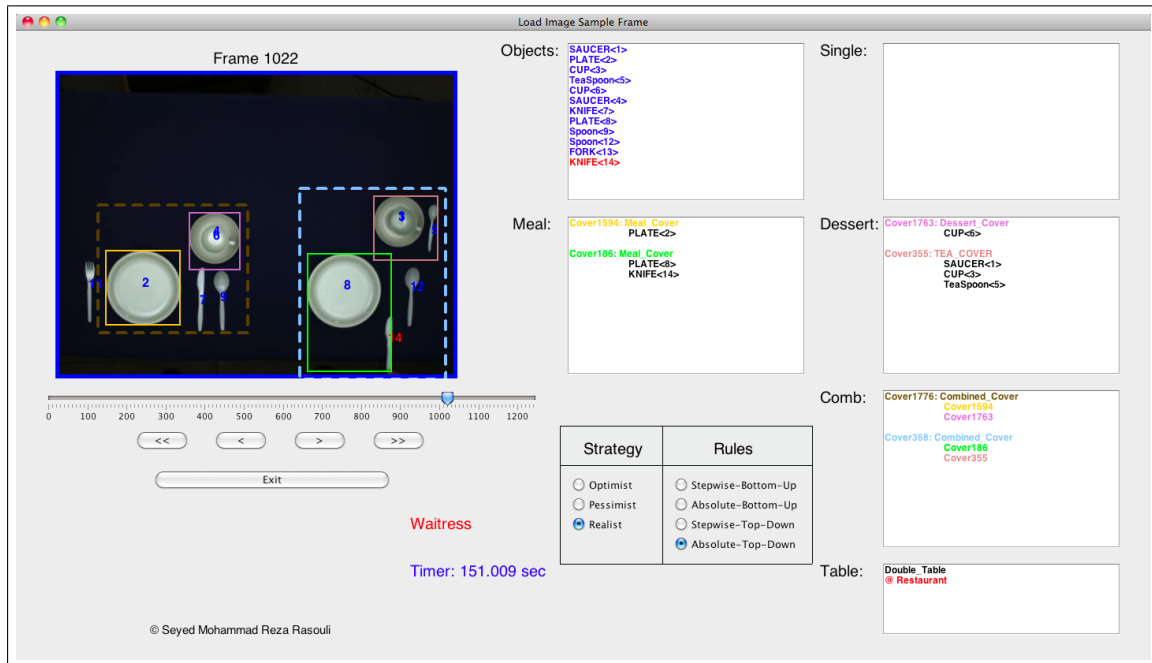 Load Image Sample Frame
Frame 1022
4
6
3
2
7
9
8
12
14
0 100 200 300 400 500 600 700 800 900 1000 1100 1200
<< < > >>
Exit
Waitress
Timer: 151.009 sec
© Seyed Mohammad Reza Rasouli
Objects:
SAUCER<1>
PLATE<2>
CUP<3>
TeaSpoon<5>
CUP<6>
SAUCER<4>
KNIFE<7>
PLATE<8>
Spoon<9>
Spoon<12>
FORK<13>
KNIFE<14>
Single:
Meal:
Cover1594: Meal_Cover
PLATE<2>
Cover186: Meal_Cover
PLATE<8>
KNIFE<14>
Dessert:
Cover1763: Dessert_Cover
CUP<6>
Cover355: TEA_COVER
SAUCER<1>
CUP<3>
TeaSpoon<5>
Comb:
Cover1776: Combined_Cover
Cover1594
Cover1763
Cover368: Combined_Cover
Cover186
Cover355
Strategy
Optimist
Pessimist
Realist
Rules
Stepwise-Bottom-Up
Absolute-Bottom-Up
Stepwise-Top-Down
Absolute-Top-Down
Table:
Double_Table
@ Restaurant